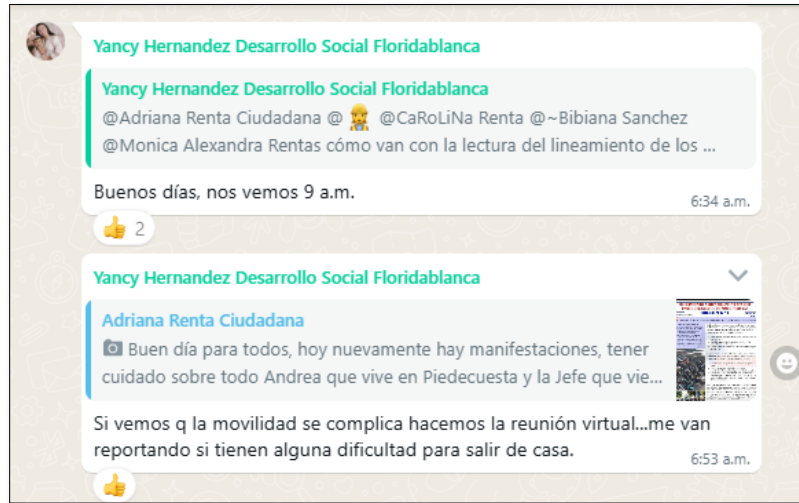 Yancy Hernandez Desarrollo Social Floridablanca
Yancy Hernandez Desarrollo Social Floridablanca
@Adriana Renta Ciudadana @ 👷‍♀️ @CaRoLiNa Renta @~Bibiana Sanchez
@Monica Alexandra Rentas cómo van con la lectura del lineamiento de los ...
Buenos días, nos vemos 9 a.m.
6:34 a.m.
👍 2
Yancy Hernandez Desarrollo Social Floridablanca
Adriana Renta Ciudadana
📷 Buen día para todos, hoy nuevamente hay manifestaciones, tener
cuidado sobre todo Andrea que vive en Piedecuesta y la Jefe que vie...
Si vemos q la movilidad se complica hacemos la reunión virtual...me van
reportando si tienen alguna dificultad para salir de casa.
6:53 a.m.
👍